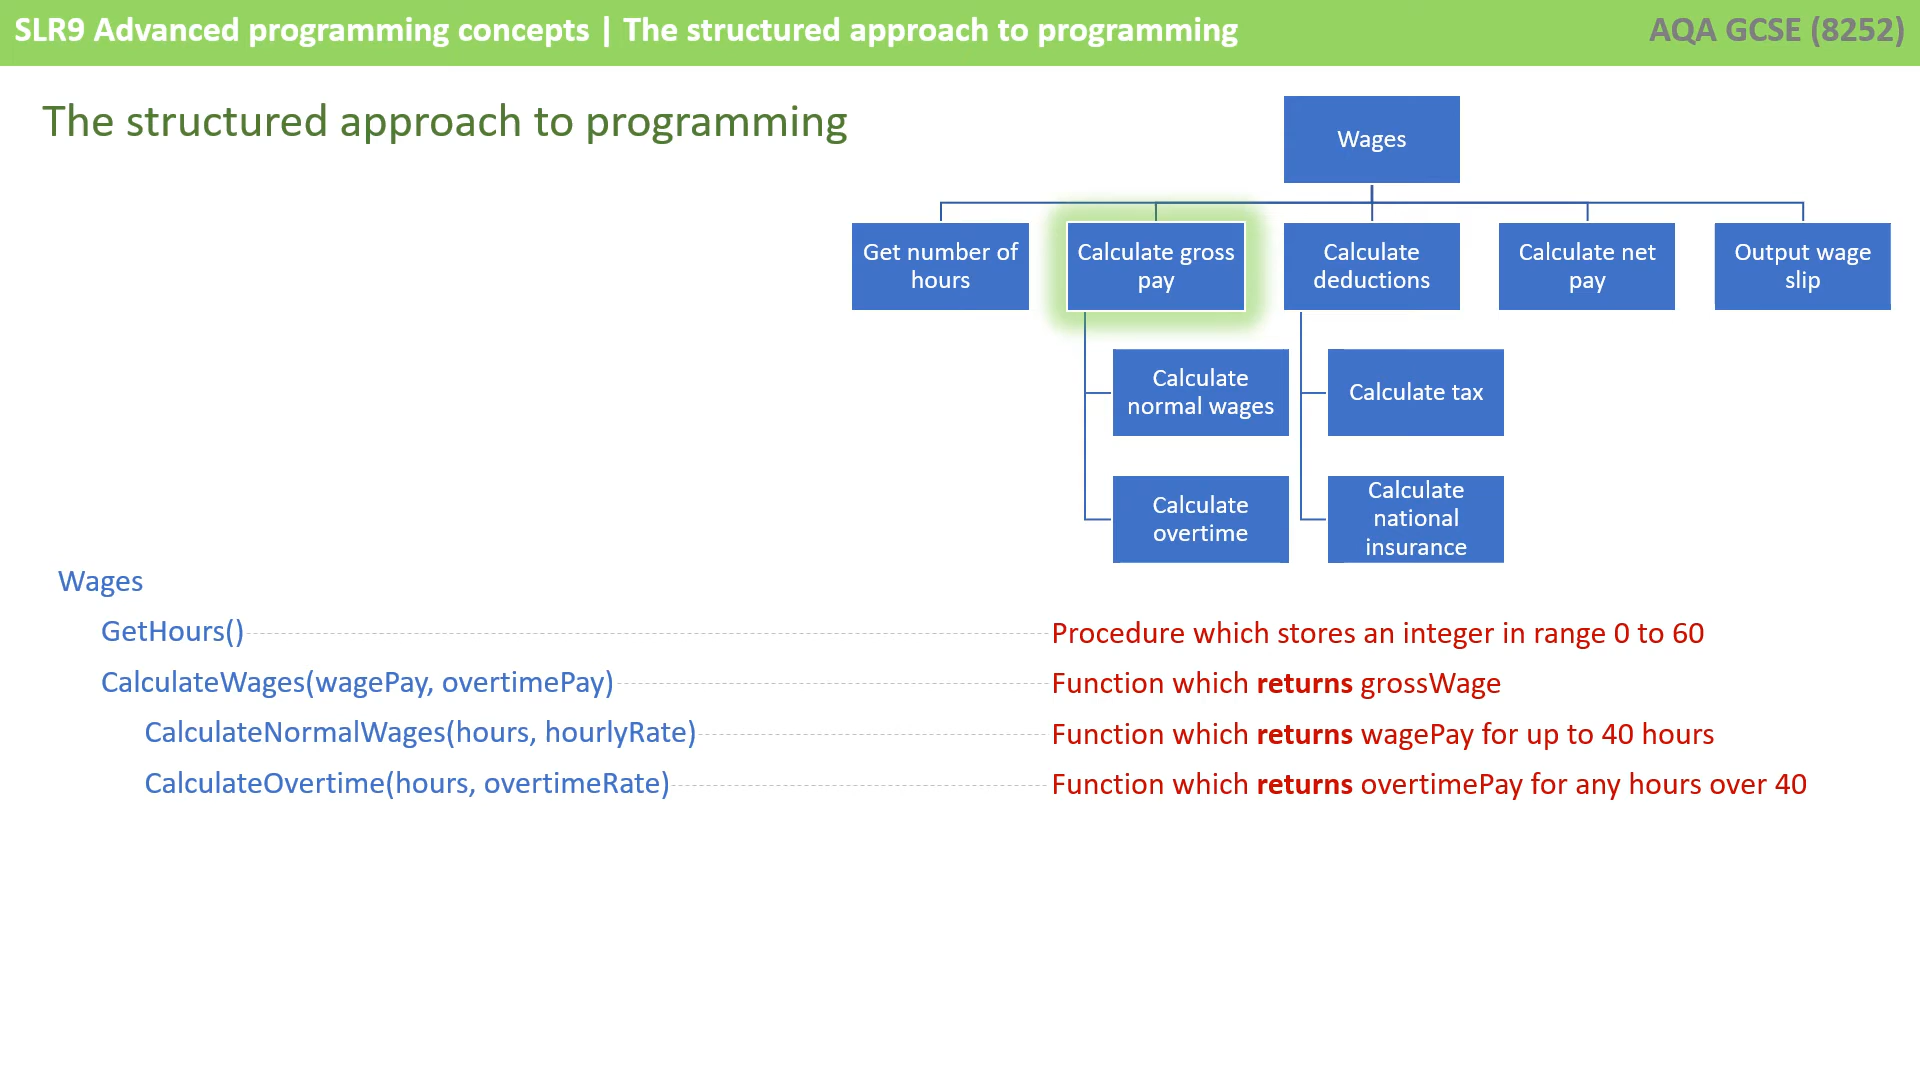 SLR9 Advanced programming concepts | The structured approach to programming
AQA GCSE (8252)
The structured approach to programming
Wages
Get number of
hours
Calculate gross
pay
Calculate
deductions
Calculate net
pay
Output wage
slip
Calculate
normal wages
Calculate tax
Calculate
overtime
Calculate
national
insurance
Wages
GetHours()
Procedure which stores an integer in range 0 to 60
CalculateWages(wagePay, overtimePay)
Function which returns grossWage
CalculateNormalWages(hours, hourlyRate)
Function which returns wagePay for up to 40 hours
CalculateOvertime(hours, overtimeRate)
Function which returns overtimePay for any hours over 40